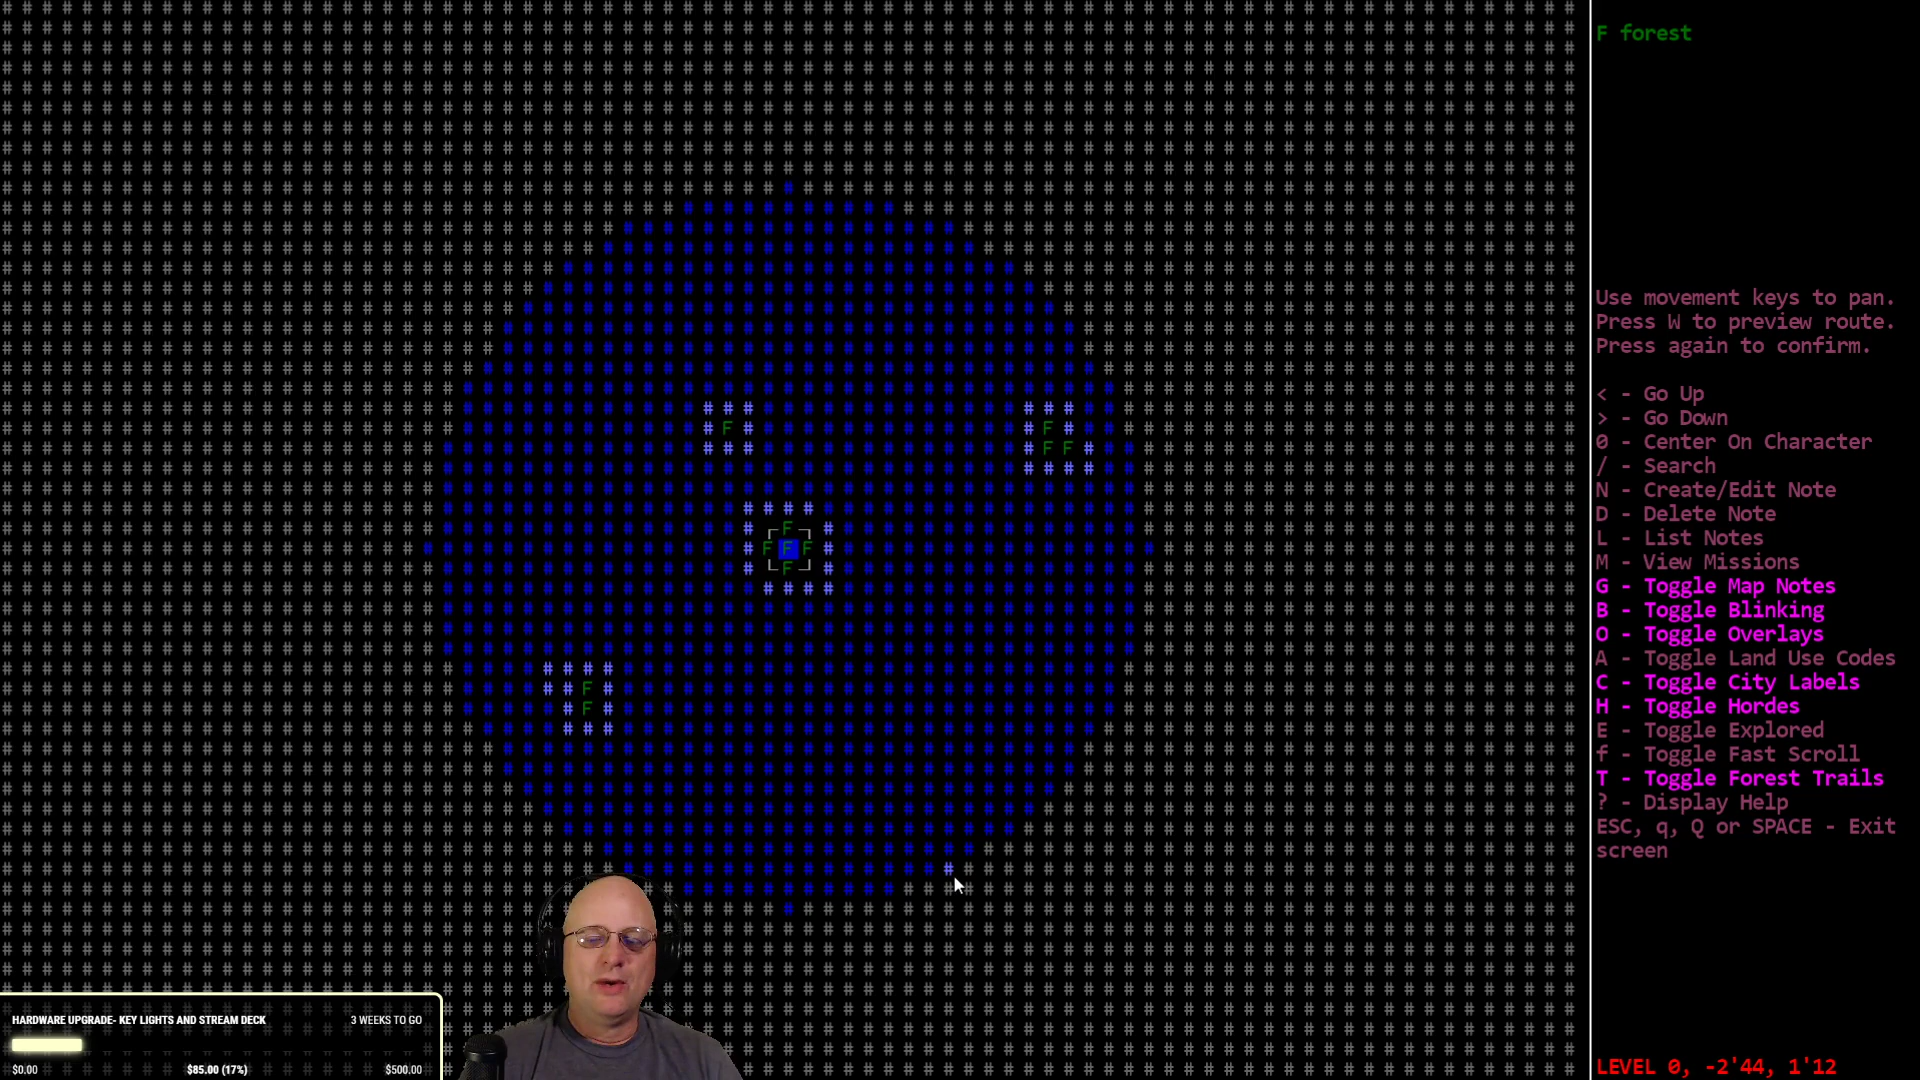 F forest
Use movement keys to pan.
Press W to preview route.
Press again to confirm.
< - Go Up
> - Go Down
0 - Center On Character
/ - Search
N - Create/Edit Note
D - Delete Note
L - List Notes
M - View Missions
G - Toggle Map Notes
B - Toggle Blinking
O - Toggle Overlays
A - Toggle Land Use Codes
C - Toggle City Labels
H - Toggle Hordes
E - Toggle Explored
f - Toggle Fast Scroll
T - Toggle Forest Trails
? - Display Help
ESC, q, Q or SPACE - Exit
screen
LEVEL 0, -2'44, 1'12
F
F
F F
F
F F F
F
F
F
HARDWARE UPGRADE- KEY LIGHTS AND STREAM DECK 3 WEEKS TO GO
$0.00 $85.00 (17%) $500.00